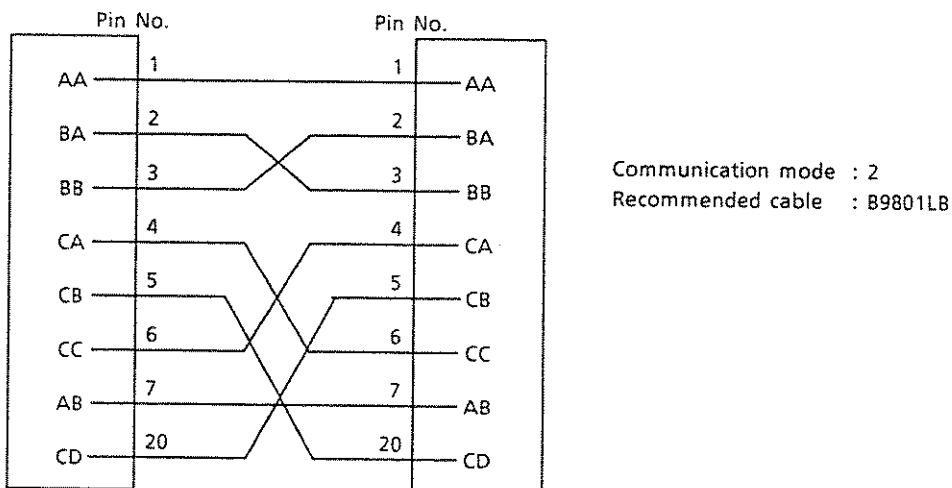 Pin No. Pin No.
AA 1 1 AA
BA 2 2 BA
BB 3 3 BB
CA 4 4 CA
CB 5 5 CB
CC 6 6 CC
AB 7 7 AB
CD 20 20 CD
Communication mode : 2
Recommended cable : B9801LB